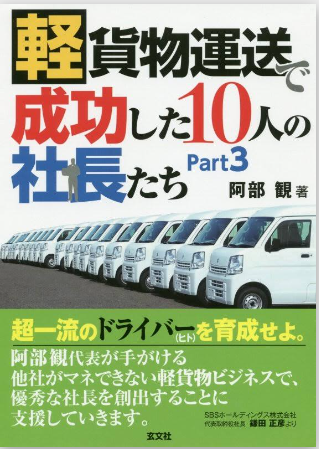 軽貨物運送で
成功した10人の
社長たち Part3
阿部 観 著
超一流のドライバー(ヒト)を育成せよ。
阿部観代表が手がける
他社がマネできない軽貨物ビジネスで、
優秀な社長を創出することに
支援していきます。
SBSホールディングス株式会社
代表取締役社長 鎌田 正彦より
玄文社